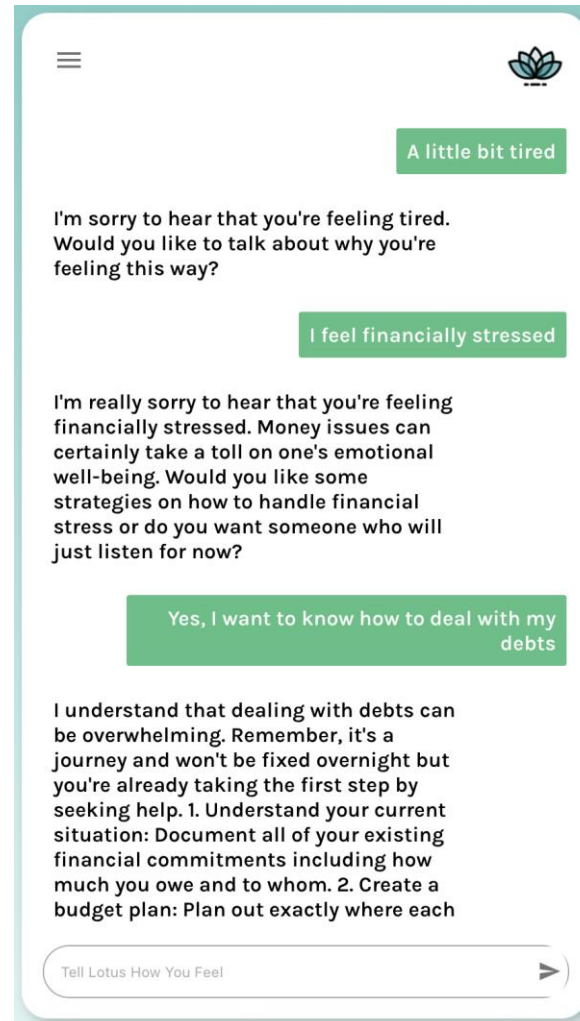 A little bit tired
I'm sorry to hear that you're feeling tired.
Would you like to talk about why you're
feeling this way?
I feel financially stressed
I'm really sorry to hear that you're feeling
financially stressed. Money issues can
certainly take a toll on one's emotional
well-being. Would you like some
strategies on how to handle financial
stress or do you want someone who will
just listen for now?
Yes, I want to know how to deal with my
debts
I understand that dealing with debts can
be overwhelming. Remember, it's a
journey and won't be fixed overnight but
you're already taking the first step by
seeking help. 1. Understand your current
situation: Document all of your existing
financial commitments including how
much you owe and to whom. 2. Create a
budget plan: Plan out exactly where each
Tell Lotus How You Feel